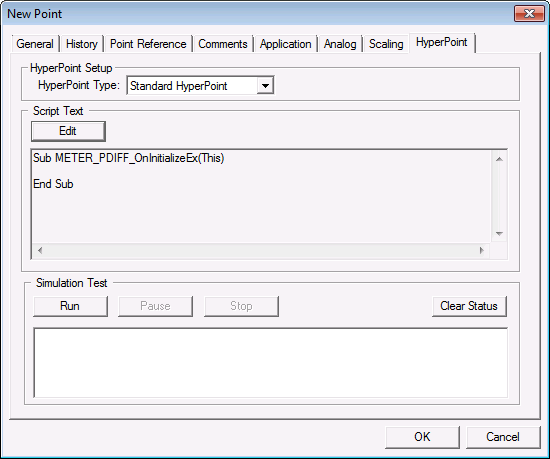 New Point
General History Point Reference Comments Application Analog Scaling HyperPoint
HyperPoint Setup
HyperPoint Type: Standard HyperPoint
Script Text
Edit
Sub METER_PDIFF_OnInitializeEx(This)
End Sub
Simulation Test
Run Pause Stop Clear Status
OK Cancel